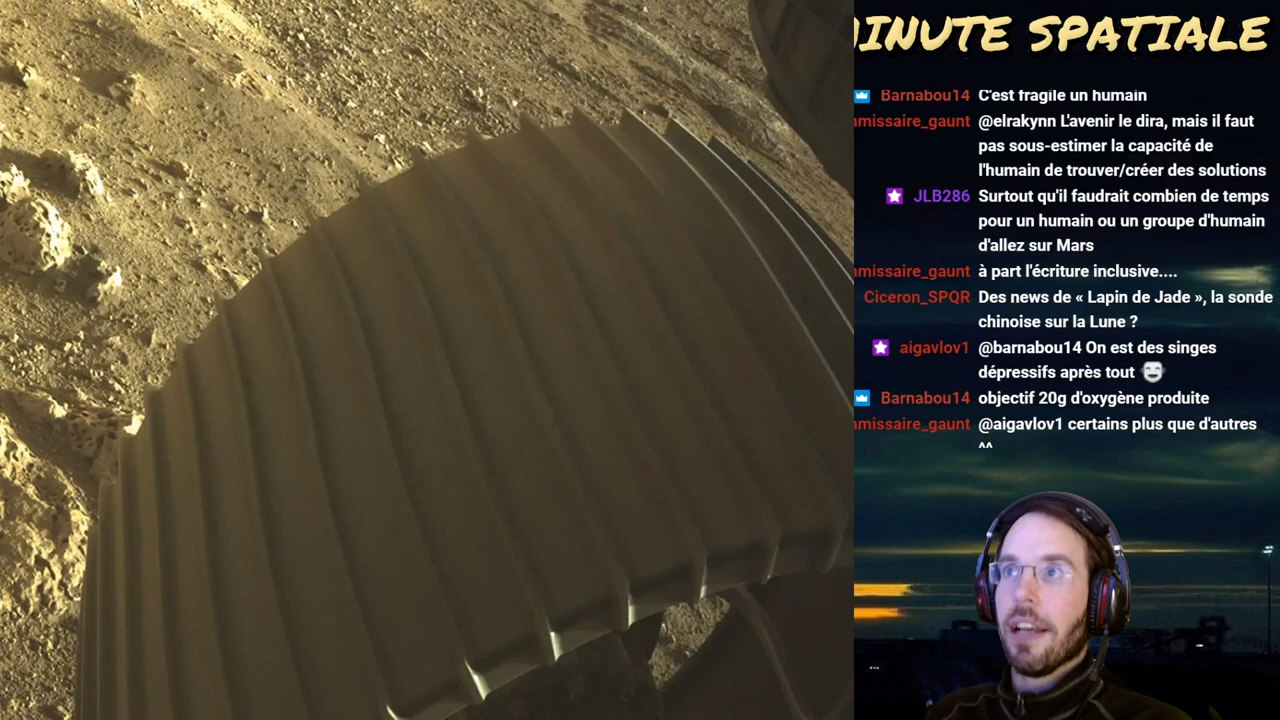 MINUTE SPATIALE
Barnabou14 C'est fragile un humain
mmissaire_gaunt @elrakynn L'avenir le dira, mais il faut
pas sous-estimer la capacité de
l'humain de trouver/créer des solutions
JLB286 Surtout qu'il faudrait combien de temps
pour un humain ou un groupe d'humain
d'allez sur Mars
mmissaire_gaunt à part l'écriture inclusive....
Ciceron_SPQR Des news de « Lapin de Jade », la sonde
chinoise sur la Lune ?
aigavlov1 @barnabou14 On est des singes
dépressifs après tout
Barnabou14 objectif 20g d'oxygène produite
mmissaire_gaunt @aigavlov1 certains plus que d'autres
^^